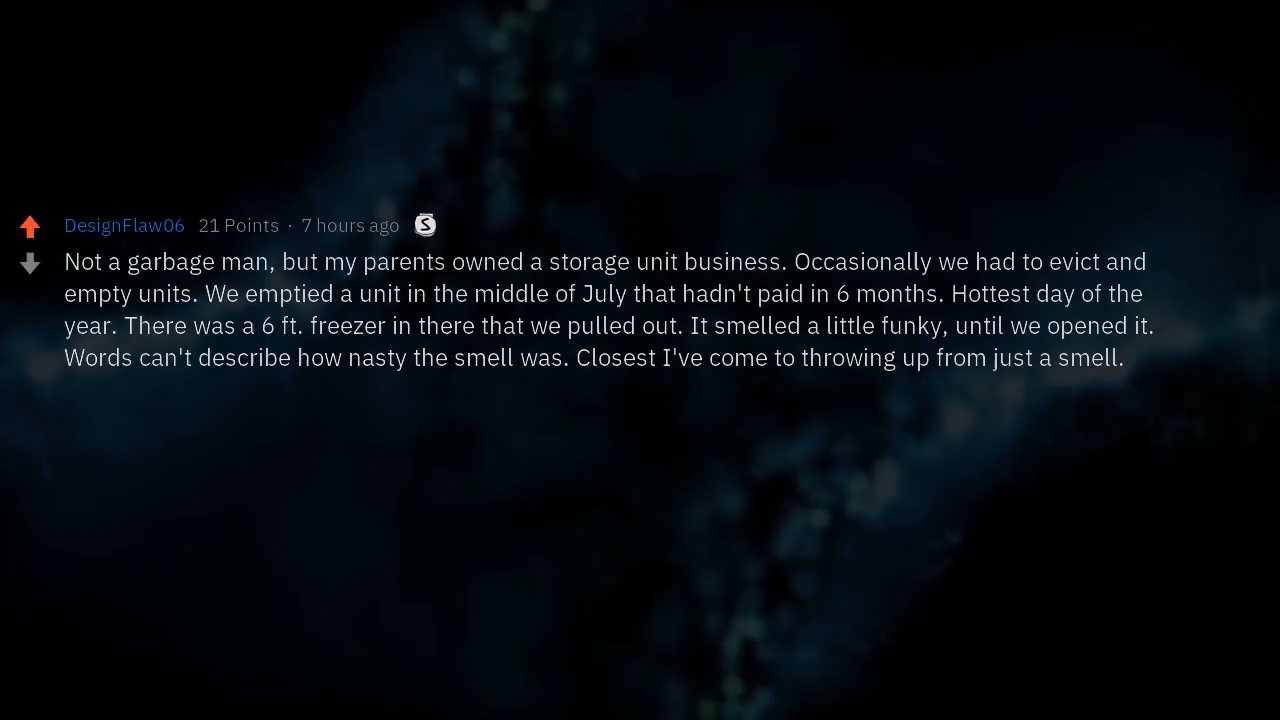 DesignFlaw06 21 Points · 7 hours ago S
Not a garbage man, but my parents owned a storage unit business. Occasionally we had to evict and
empty units. We emptied a unit in the middle of July that hadn't paid in 6 months. Hottest day of the
year. There was a 6 ft. freezer in there that we pulled out. It smelled a little funky, until we opened it.
Words can't describe how nasty the smell was. Closest I've come to throwing up from just a smell.